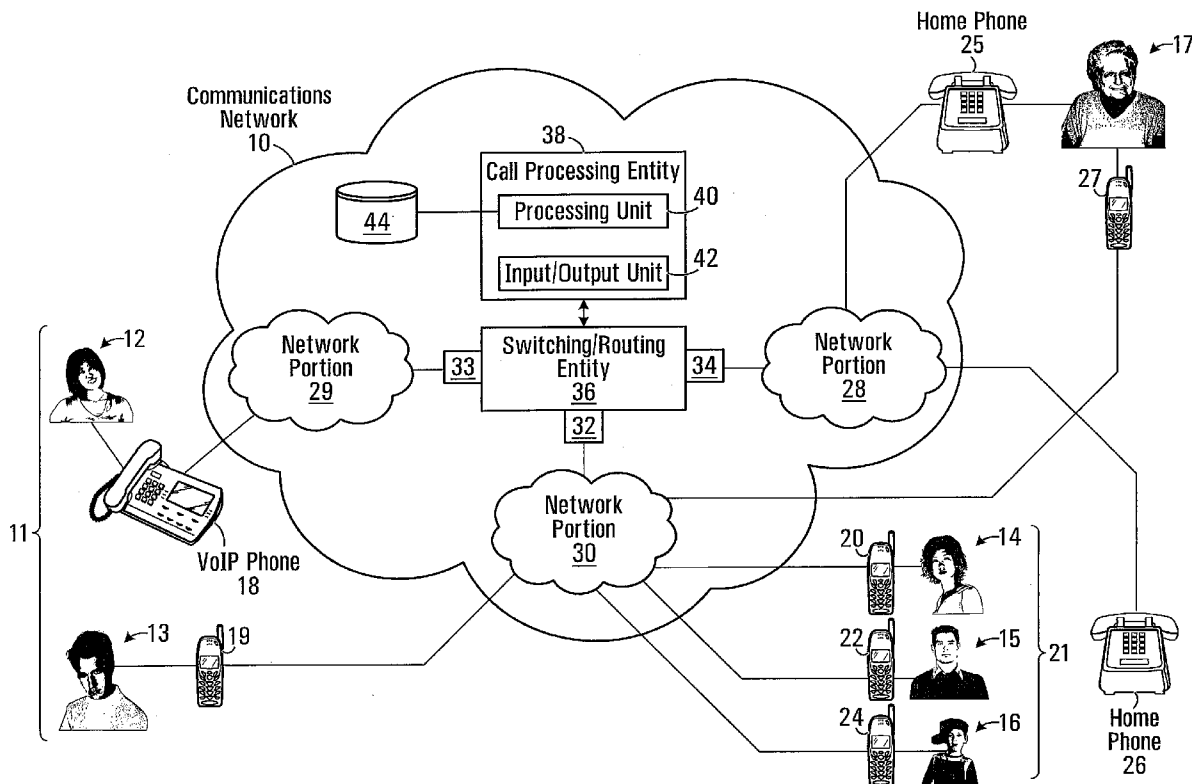 Home Phone
25
17
Communications
Network
10
38
Call Processing Entity
40
Processing Unit
44
42
Input/Output Unit
27
12
Network
Portion
29
33
Switching/Routing
Entity
36
34
Network
Portion
28
32
11
VoIP Phone
18
Network
Portion
30
20
14
13
19
22
15
21
24
16
Home
Phone
26